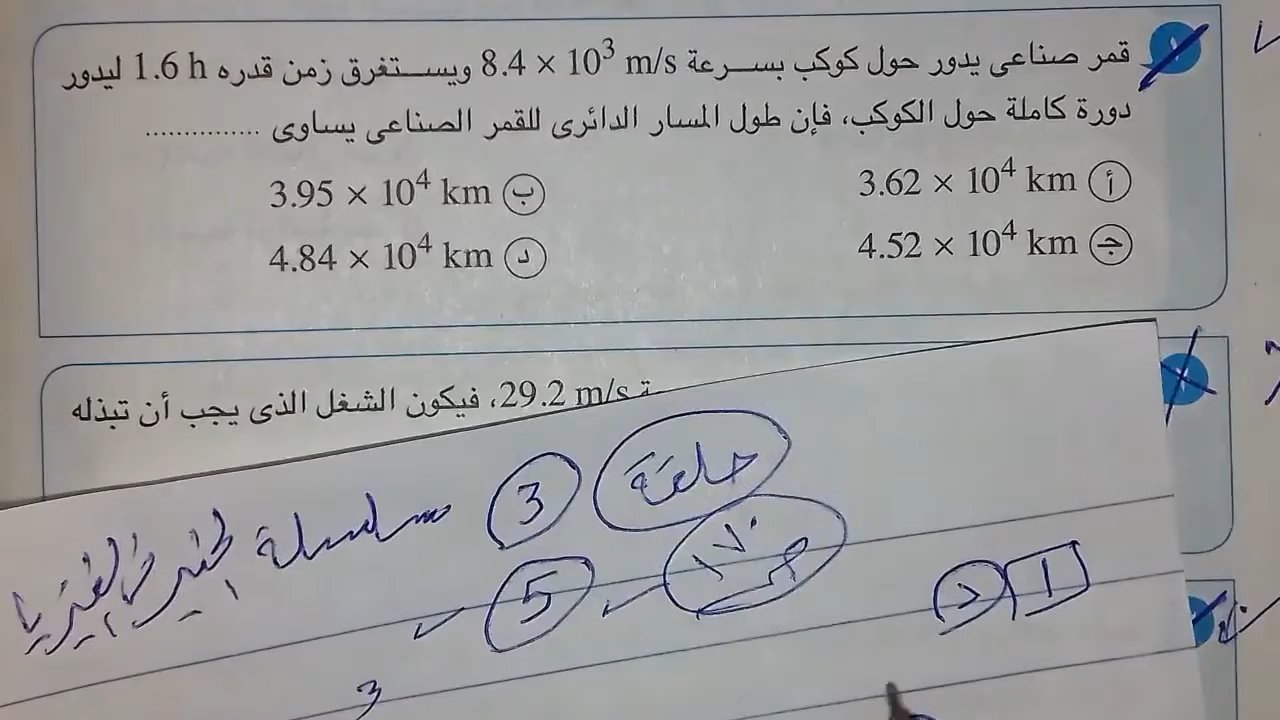 ١ قمر صناعى يدور حول كوكب بسرعة 8.4 × 10³ m/s ويستغرق زمن قدره 1.6 h ليدور
دورة كاملة حول الكوكب، فإن طول المسار الدائرى للقمر الصناعى يساوى ...............
أ 3.62 × 10⁴ km
ب 3.95 × 10⁴ km
ج 4.52 × 10⁴ km
د 4.84 × 10⁴ km
29.2 m/s، فيكون الشغل الذى يجب أن تبذله
حلقة 3 سلسلة
5
1 د
3